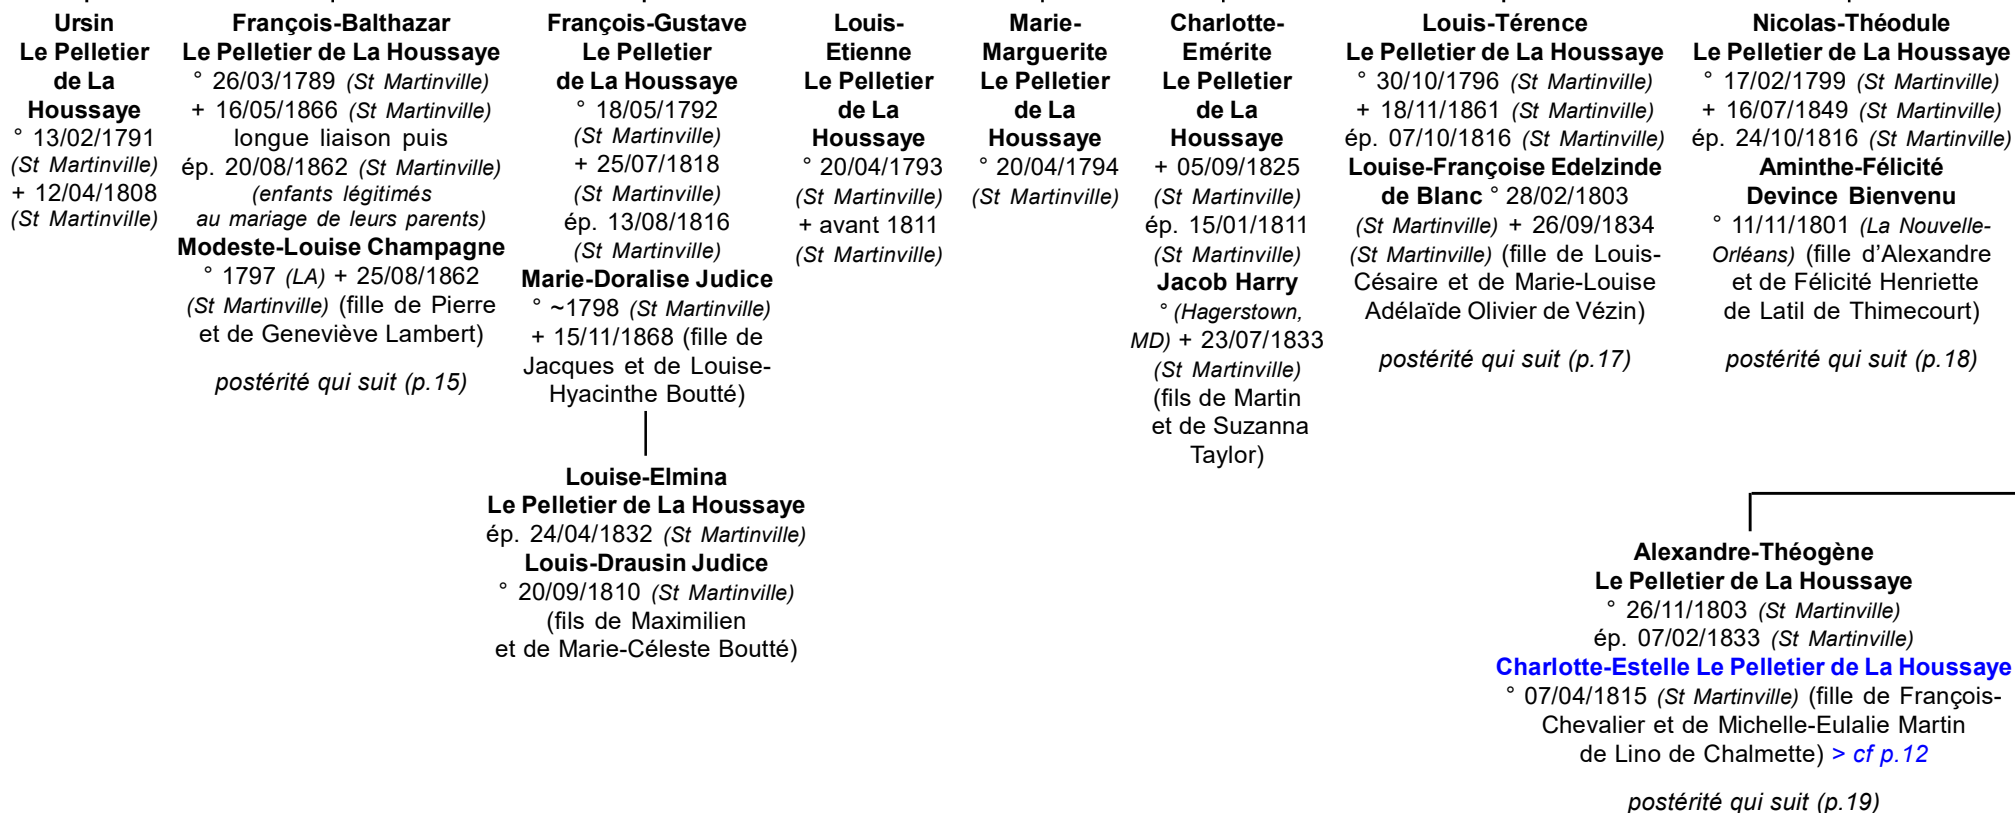 Ursin
Le Pelletier
de La
Houssaye
° 13/02/1791
(St Martinville)
+ 12/04/1808
(St Martinville)
François-Balthazar
Le Pelletier de La Houssaye
° 26/03/1789 (St Martinville)
+ 16/05/1866 (St Martinville)
longue liaison puis
ép. 20/08/1862 (St Martinville)
(enfants légitimés
au mariage de leurs parents)
Modeste-Louise Champagne
° 1797 (LA) + 25/08/1862
(St Martinville) (fille de Pierre
et de Geneviève Lambert)
postérité qui suit (p.15)
François-Gustave
Le Pelletier
de La Houssaye
° 18/05/1792
(St Martinville)
+ 25/07/1818
(St Martinville)
ép. 13/08/1816
(St Martinville)
Marie-Doralise Judice
° ~1798 (St Martinville)
+ 15/11/1868 (fille de
Jacques et de Louise-
Hyacinthe Boutté)
Louise-Elmina
Le Pelletier de La Houssaye
ép. 24/04/1832 (St Martinville)
Louis-Drausin Judice
° 20/09/1810 (St Martinville)
(fils de Maximilien
et de Marie-Céleste Boutté)
Louis-
Etienne
Le Pelletier
de La
Houssaye
° 20/04/1793
(St Martinville)
+ avant 1811
(St Martinville)
Marie-
Marguerite
Le Pelletier
de La
Houssaye
° 20/04/1794
(St Martinville)
Charlotte-
Emérite
Le Pelletier
de La
Houssaye
+ 05/09/1825
(St Martinville)
ép. 15/01/1811
(St Martinville)
Jacob Harry
° (Hagerstown,
MD) + 23/07/1833
(St Martinville)
(fils de Martin
et de Suzanna
Taylor)
Louis-Térence
Le Pelletier de La Houssaye
° 30/10/1796 (St Martinville)
+ 18/11/1861 (St Martinville)
ép. 07/10/1816 (St Martinville)
Louise-Françoise Edelzinde
de Blanc ° 28/02/1803
(St Martinville) + 26/09/1834
(St Martinville) (fille de Louis-
Césaire et de Marie-Louise
Adélaïde Olivier de Vézin)
postérité qui suit (p.17)
Nicolas-Théodule
Le Pelletier de La Houssaye
° 17/02/1799 (St Martinville)
+ 16/07/1849 (St Martinville)
ép. 24/10/1816 (St Martinville)
Aminthe-Félicité
Devince Bienvenu
° 11/11/1801 (La Nouvelle-
Orléans) (fille d'Alexandre
et de Félicité Henriette
de Latil de Thimecourt)
postérité qui suit (p.18)
Alexandre-Théogène
Le Pelletier de La Houssaye
° 26/11/1803 (St Martinville)
ép. 07/02/1833 (St Martinville)
Charlotte-Estelle Le Pelletier de La Houssaye
° 07/04/1815 (St Martinville) (fille de François-
Chevalier et de Michelle-Eulalie Martin
de Lino de Chalmette) > cf p.12
postérité qui suit (p.19)